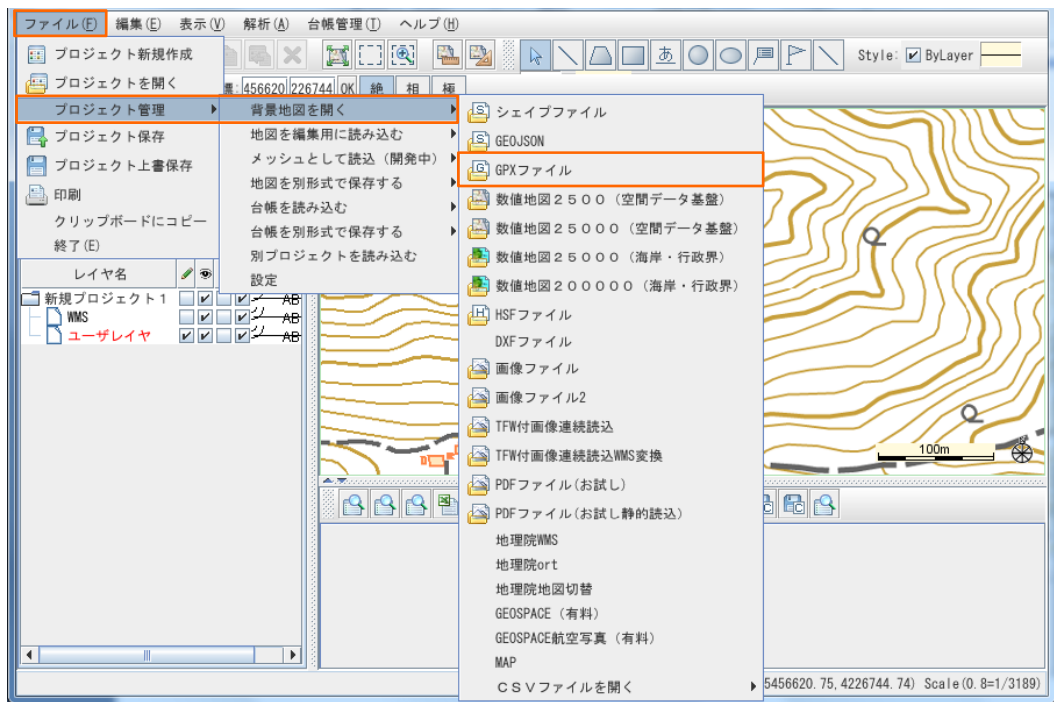 ファイル(F) 編集(E) 表示(V) 解析(A) 台帳管理(T) ヘルプ(H)
プロジェクト新規作成
プロジェクトを開く
プロジェクト管理
プロジェクト保存
プロジェクト上書保存
印刷
クリップボードにコピー
終了(E)
あ
Style: ByLayer
標: 456620 226744 OK 絶 相 極
背景地図を開く
地図を編集用に読み込む
メッシュとして読込（開発中）
地図を別形式で保存する
台帳を読み込む
台帳を別形式で保存する
別プロジェクトを読み込む
設定
シェイプファイル
GEOJSON
GPXファイル
数値地図２５００（空間データ基盤）
数値地図２５０００（空間データ基盤）
数値地図２５０００（海岸・行政界）
数値地図２０００００（海岸・行政界）
HSFファイル
DXFファイル
画像ファイル
画像ファイル2
TFW付画像連続読込
TFW付画像連続読込WMS変換
PDFファイル(お試し)
PDFファイル(お試し静的読込)
地理院WMS
地理院ort
地理院地図切替
GEOSPACE（有料）
GEOSPACE航空写真（有料）
MAP
ＣＳＶファイルを開く
レイヤ名
新規プロジェクト１ AB
WMS AB
ユーザレイヤ AB
100m
5456620.75,4226744.74) Scale(0.8=1/3189)